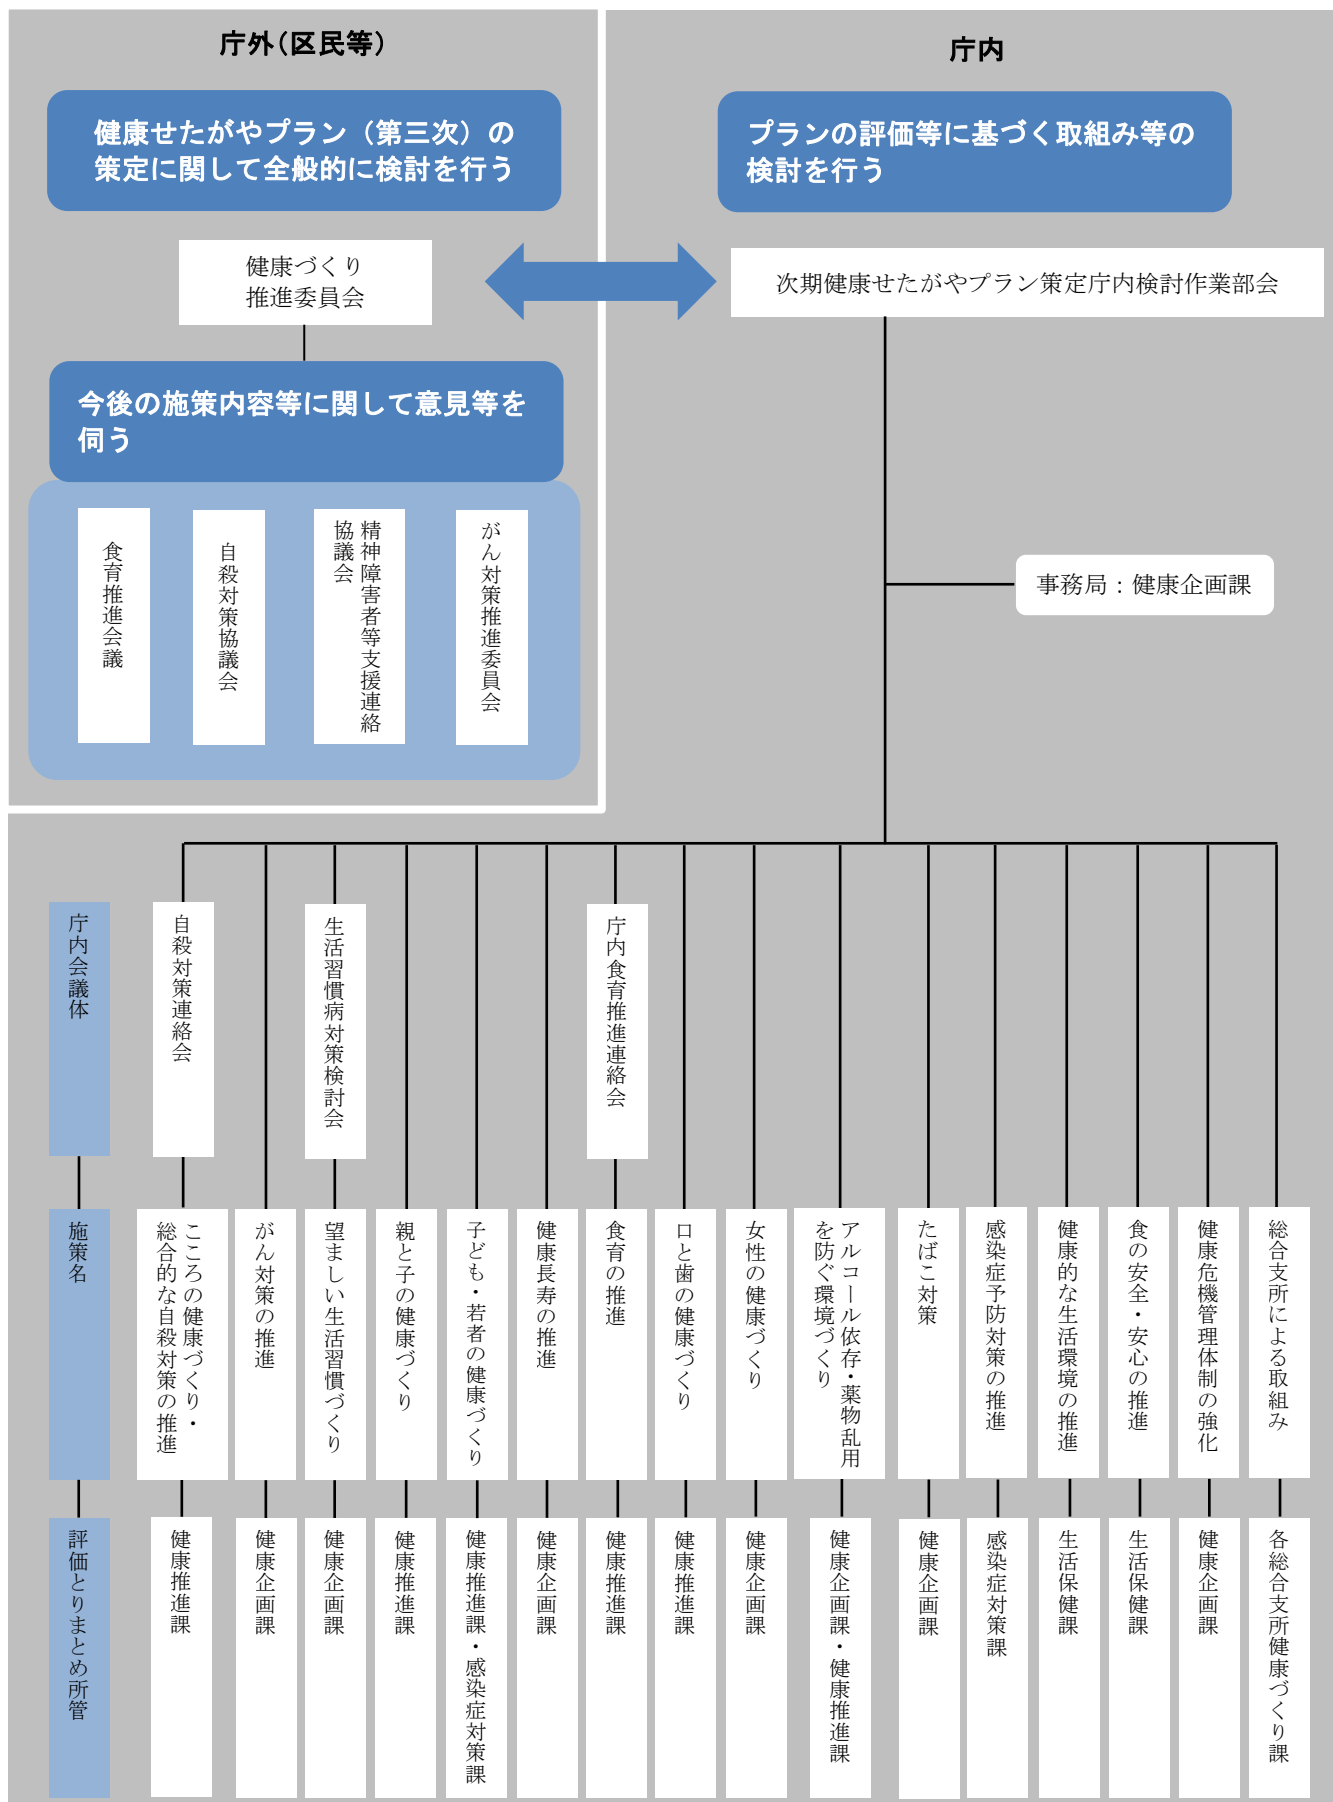 庁外(区民等)
健康せたがやプラン（第三次）の
策定に関して全般的に検討を行う
健康づくり
推進委員会
今後の施策内容等に関して意見等を
伺う
食育推進会議
自殺対策協議会
精神障害者等支援連絡
協議会
がん対策推進委員会
庁内
プランの評価等に基づく取組み等の
検討を行う
次期健康せたがやプラン策定庁内検討作業部会
事務局：健康企画課
庁内会議体
自殺対策連絡会
生活習慣病対策検討会
庁内食育推進連絡会
施策名
こころの健康づくり・
総合的な自殺対策の推進
がん対策の推進
望ましい生活習慣づくり
親と子の健康づくり
子ども・若者の健康づくり
健康長寿の推進
食育の推進
口と歯の健康づくり
女性の健康づくり
アルコール依存・薬物乱用
を防ぐ環境づくり
たばこ対策
感染症予防対策の推進
健康的な生活環境の推進
食の安全・安心の推進
健康危機管理体制の強化
総合支所による取組み
評価とりまとめ所管
健康推進課
健康企画課
健康企画課
健康推進課
健康推進課・感染症対策課
健康企画課
健康推進課
健康推進課
健康企画課
健康企画課・健康推進課
健康企画課
感染症対策課
生活保健課
生活保健課
健康企画課
各総合支所健康づくり課